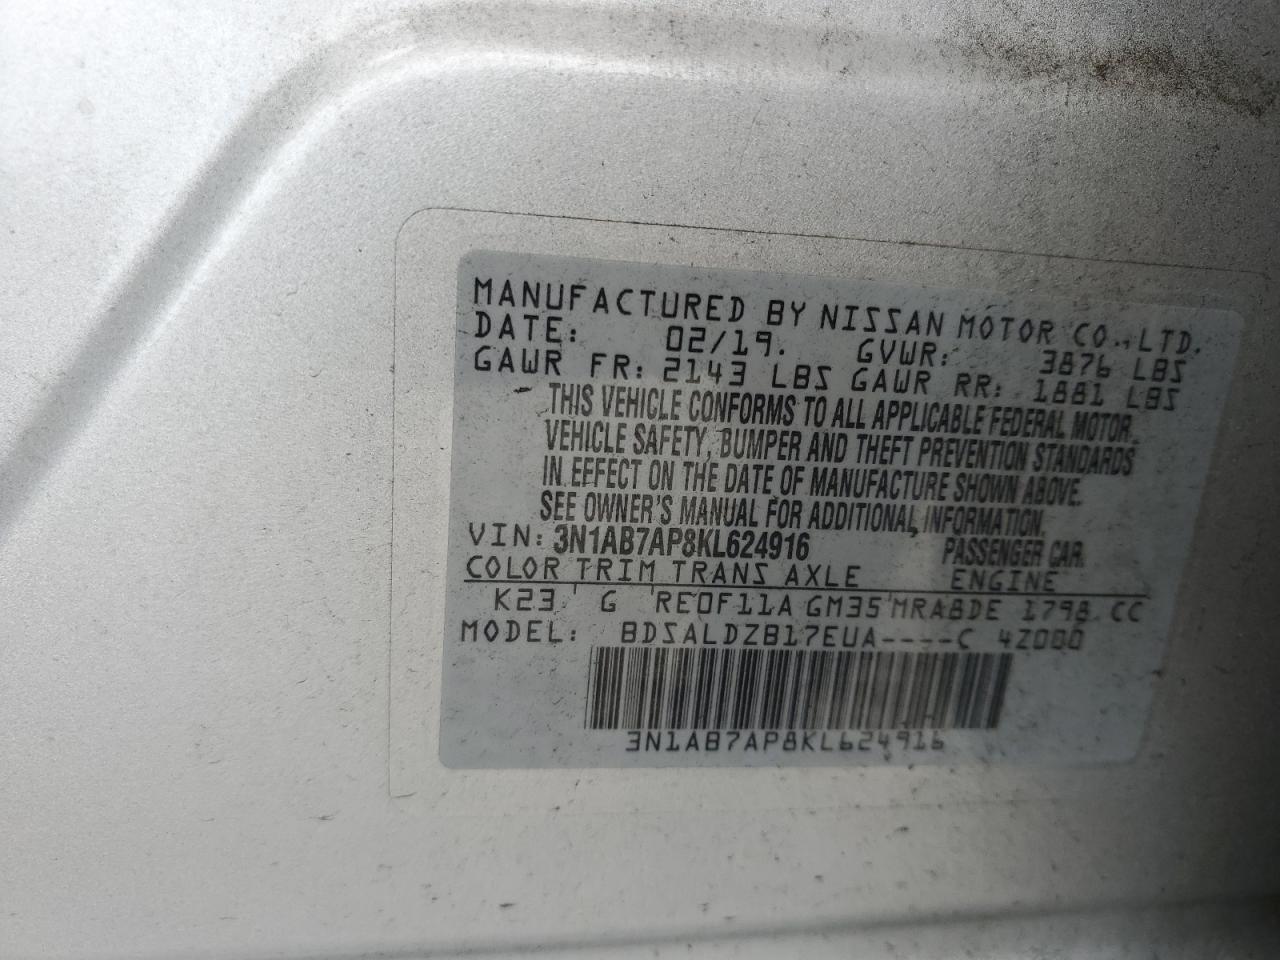 MANUFACTURED BY NISSAN MOTOR CO., LTD.
DATE: 02/19. GVWR: 3876 LBS
GAWR FR: 2143 LBS GAWR RR: 1881 LBS
THIS VEHICLE CONFORMS TO ALL APPLICABLE FEDERAL MOTOR
VEHICLE SAFETY, BUMPER AND THEFT PREVENTION STANDARDS
IN EFFECT ON THE DATE OF MANUFACTURE SHOWN ABOVE.
SEE OWNER'S MANUAL FOR ADDITIONAL INFORMATION.
VIN: 3N1AB7AP8KL624916 PASSENGER CAR
COLOR TRIM TRANS AXLE ENGINE
K23 G RE0F11A GM35 MRA8DE 1798 CC
MODEL: BDSALDZB17EUA----C 4Z000
3N1AB7AP8KL624916